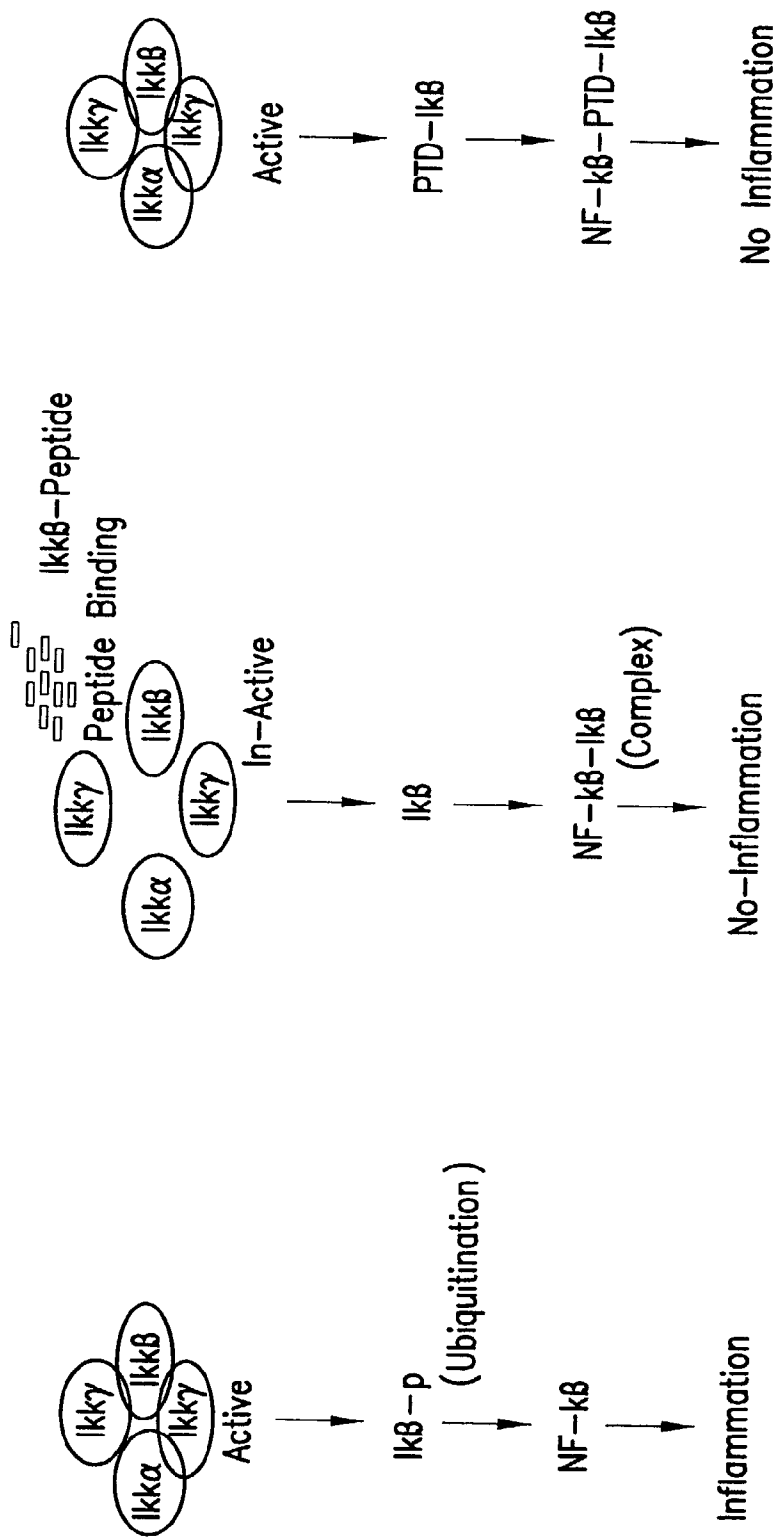 Ikkγ
Ikkα
Ikkβ
Ikkγ
Active
Ikβ-p
(Ubiquitination)
NF-kβ
Inflammation
Ikkβ-Peptide
Peptide Binding
Ikkγ
Ikkα
Ikkβ
Ikkγ
In-Active
Ikβ
NF-kβ-Ikβ
(Complex)
No-Inflammation
Ikkγ
Ikkα
Ikkβ
Ikkγ
Active
PTD-Ikβ
NF-kβ-PTD-Ikβ
No Inflammation